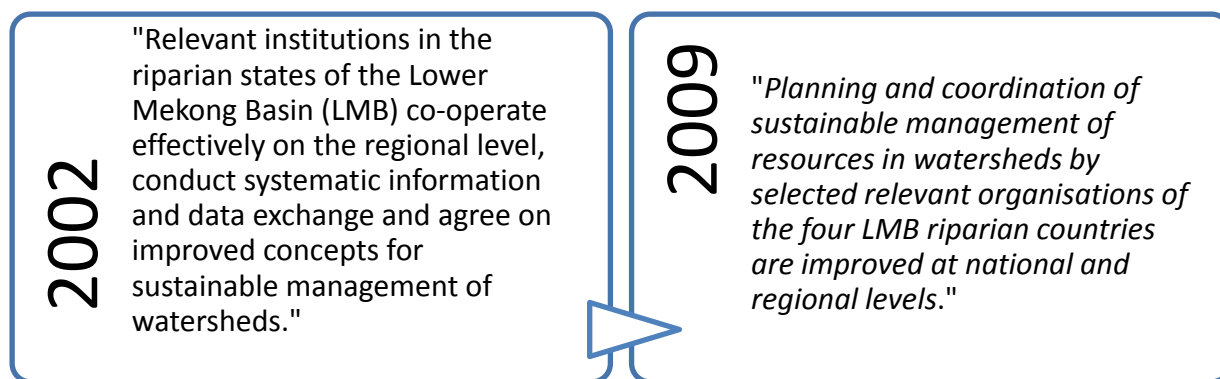 2002
"Relevant institutions in the
riparian states of the Lower
Mekong Basin (LMB) co-operate
effectively on the regional level,
conduct systematic information
and data exchange and agree on
improved concepts for
sustainable management of
watersheds."
2009
"Planning and coordination of
sustainable management of
resources in watersheds by
selected relevant organisations of
the four LMB riparian countries
are improved at national and
regional levels."